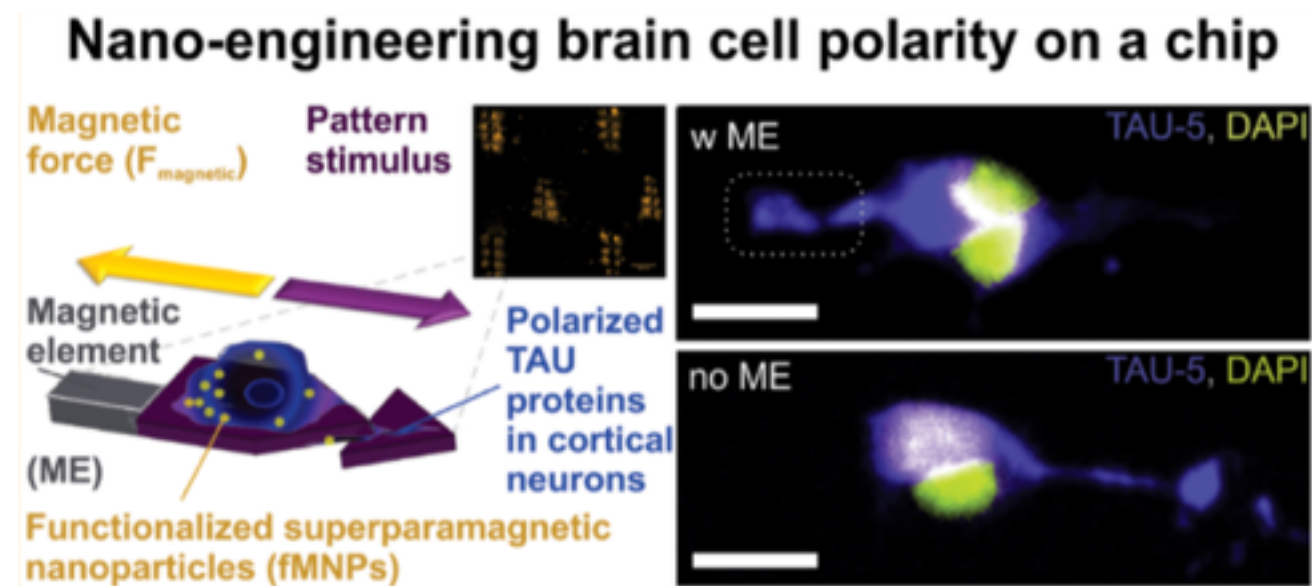 Nano-engineering brain cell polarity on a chip
Magnetic
force (Fmagnetic)
Pattern
stimulus
Magnetic
element
(ME)
Polarized
TAU
proteins
in cortical
neurons
Functionalized superparamagnetic
nanoparticles (fMNPs)
w ME
TAU-5, DAPI
no ME
TAU-5, DAPI